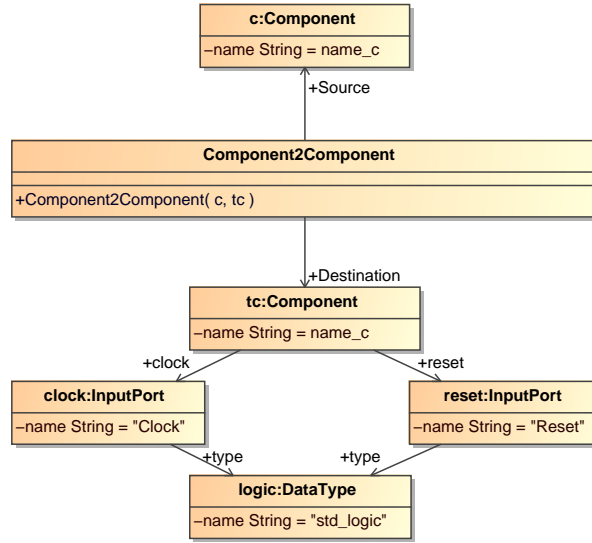 c:Component
–name String = name_c
+Source
Component2Component
+Component2Component( c, tc )
+Destination
tc:Component
–name String = name_c
+clock
+reset
clock:InputPort
–name String = "Clock"
reset:InputPort
–name String = "Reset"
+type
+type
logic:DataType
–name String = "std_logic"